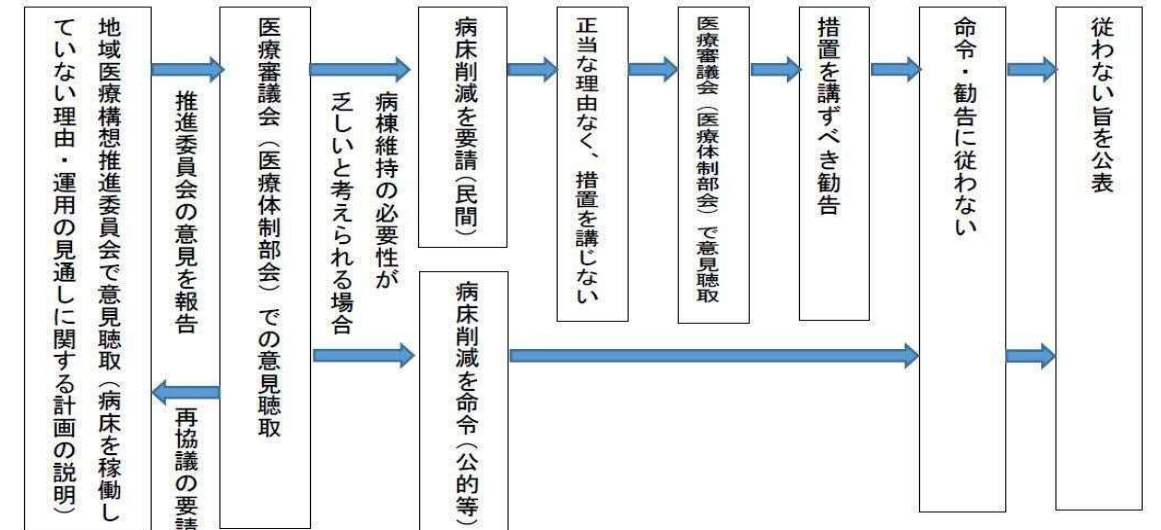 地域医療構想推進委員会で意見聴取（病床を稼働し
ていない理由・運用の見通しに関する計画の説明）
推進委員会の意見を報告
再協議の要請
医療審議会（医療体制部会）での意見聴取
病棟維持の必要性が
乏しいと考えられる場合
病床削減を要請（民間）
病床削減を命令（公的等）
正当な理由なく、措置を講じない
医療審議会（医療体制部会）で意見聴取
措置を講ずべき勧告
命令・勧告に従わない
従わない旨を公表